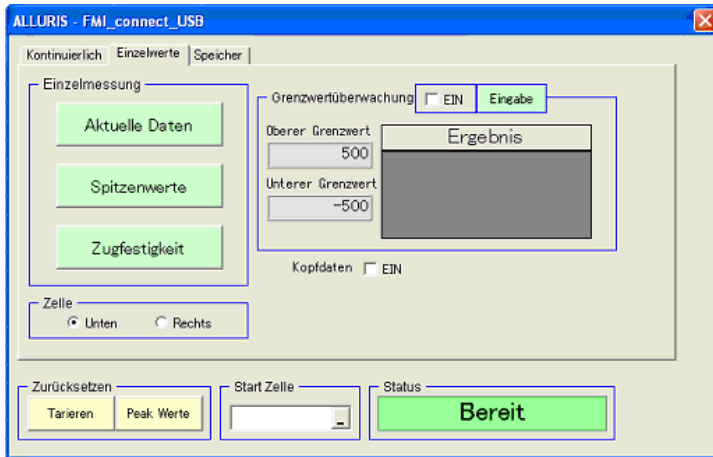 ALLURIS - FMI_connect_USB
Kontinuierlich Einzelwerte Speicher
Einzelmessung
Aktuelle Daten
Spitzenwerte
Zugfestigkeit
Grenzwertüberwachung EIN Eingabe
Oberer Grenzwert
500
Unterer Grenzwert
-500
Ergebnis
Kopfdaten EIN
Zelle
Unten Rechts
Zurücksetzen
Tarieren Peak Werte
Start Zelle
Status
Bereit